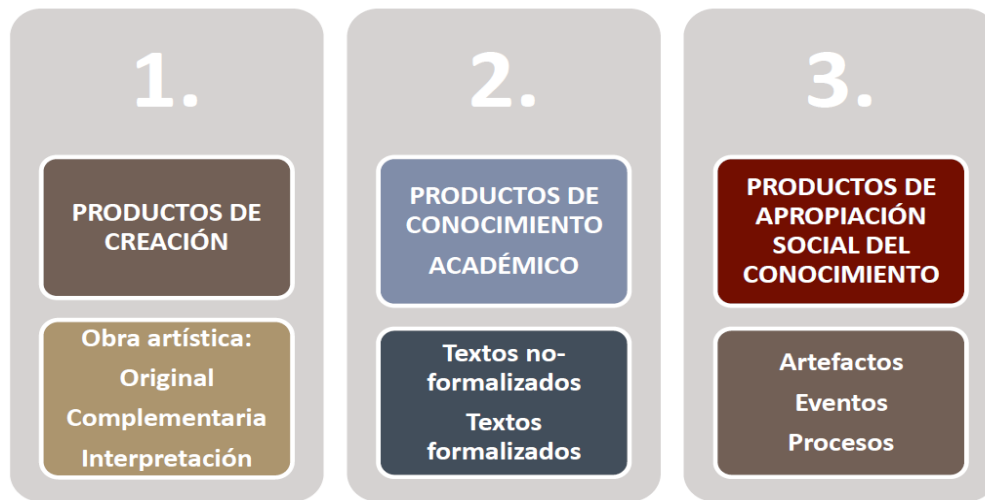 1.
PRODUCTOS DE
CREACIÓN
Obra artística:
Original
Complementaria
Interpretación
2.
PRODUCTOS DE
CONOCIMIENTO
ACADÉMICO
Textos no-
formalizados
Textos
formalizados
3.
PRODUCTOS DE
APROPIACIÓN
SOCIAL DEL
CONOCIMIENTO
Artefactos
Eventos
Procesos